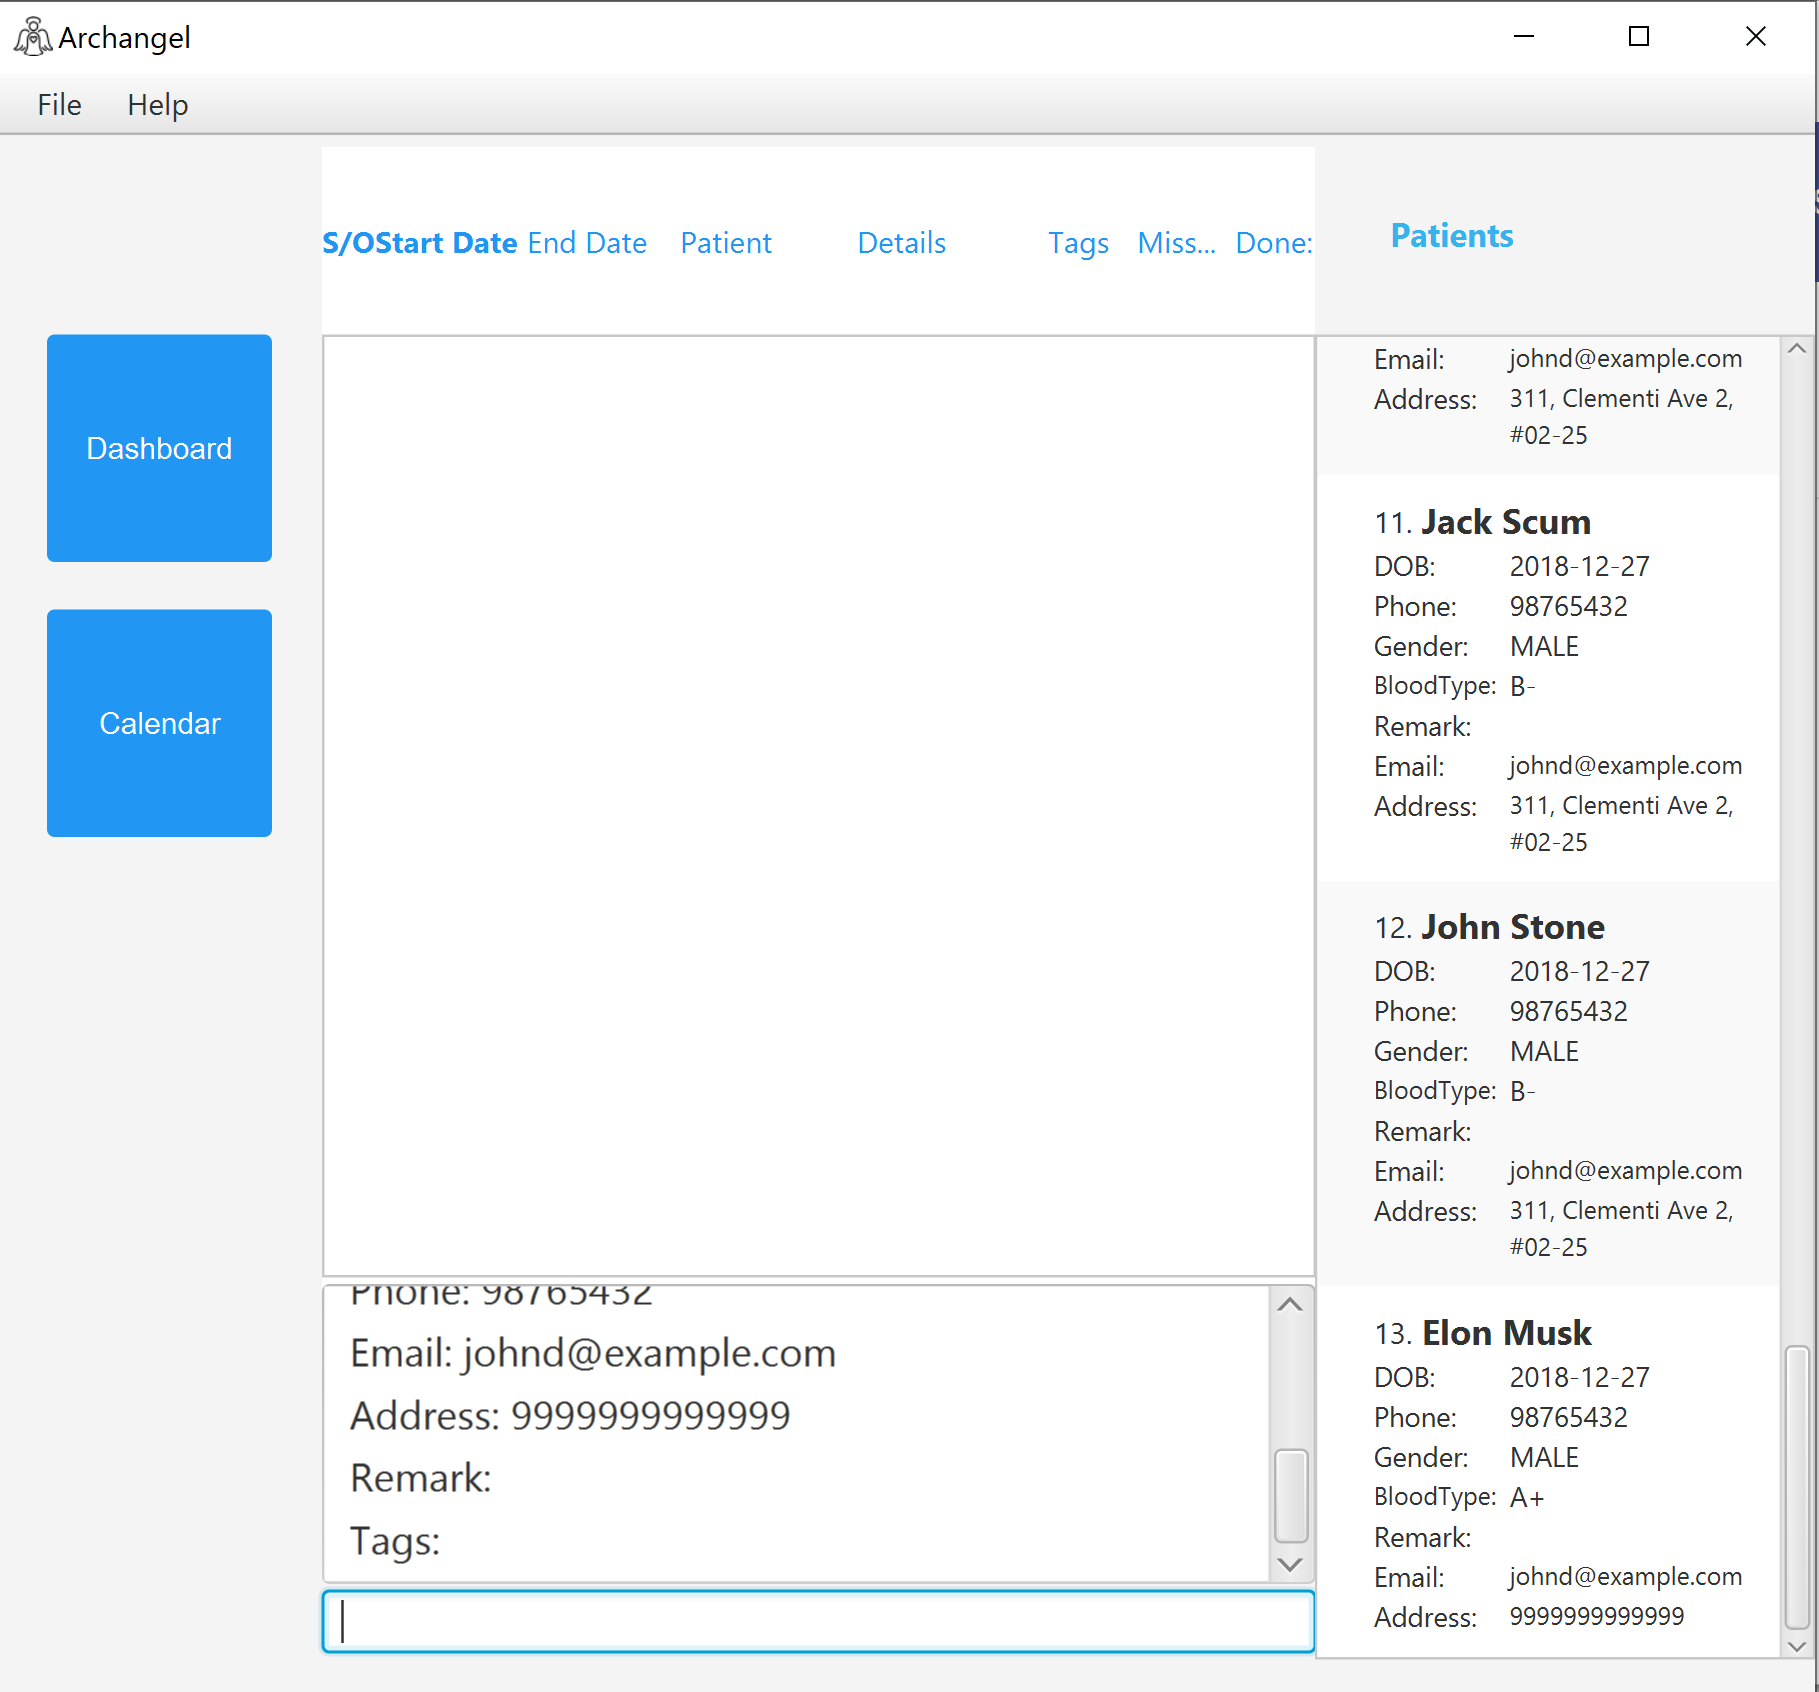 Archangel
File Help
S/OStart Date End Date Patient Details Tags Miss... Done:
Patients
Dashboard
Calendar
Email: johnd@example.com
Address: 311, Clementi Ave 2,
#02-25
11. Jack Scum
DOB: 2018-12-27
Phone: 98765432
Gender: MALE
BloodType: B-
Remark:
Email: johnd@example.com
Address: 311, Clementi Ave 2,
#02-25
12. John Stone
DOB: 2018-12-27
Phone: 98765432
Gender: MALE
BloodType: B-
Remark:
Email: johnd@example.com
Address: 311, Clementi Ave 2,
#02-25
13. Elon Musk
DOB: 2018-12-27
Phone: 98765432
Gender: MALE
BloodType: A+
Remark:
Email: johnd@example.com
Address: 9999999999999
Phone: 98765432
Email: johnd@example.com
Address: 9999999999999
Remark:
Tags: